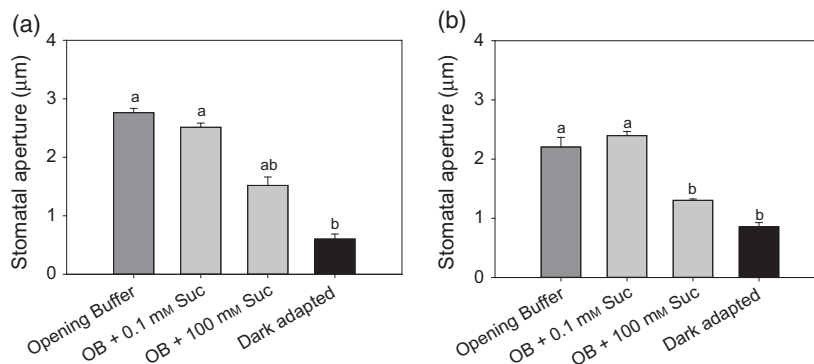 (a)
Stomatal aperture (μm)
4
3
2
1
0
a
a
ab
b
Opening Buffer
OB + 0.1 mM Suc
OB + 100 mM Suc
Dark adapted
(b)
Stomatal aperture (μm)
4
3
2
1
0
a
a
b
b
Opening Buffer
OB + 0.1 mM Suc
OB + 100 mM Suc
Dark adapted